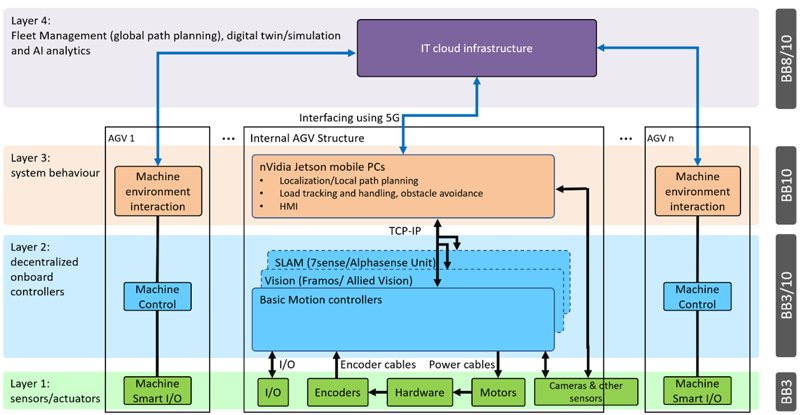 Layer 4:
Fleet Management (global path planning), digital twin/simulation
and AI analytics
IT cloud infrastructure
BB8/10
Interfacing using 5G
AGV 1
...
Internal AGV Structure
...
AGV n
Layer 3:
system behaviour
Machine
environment
interaction
nVidia Jetson mobile PCs
• Localization/Local path planning
• Load tracking and handling, obstacle avoidance
• HMI
Machine
environment
interaction
BB10
TCP-IP
Layer 2:
decentralized
onboard
controllers
SLAM (7sense/Alphasense Unit)
Vision (Framos/ Allied Vision)
Basic Motion controllers
Machine
Control
Machine
Control
BB3/10
I/O
Encoder cables
Power cables
Layer 1:
sensors/actuators
Machine
Smart I/O
I/O
Encoders
Hardware
Motors
Cameras & other
sensors
Machine
Smart I/O
BB3